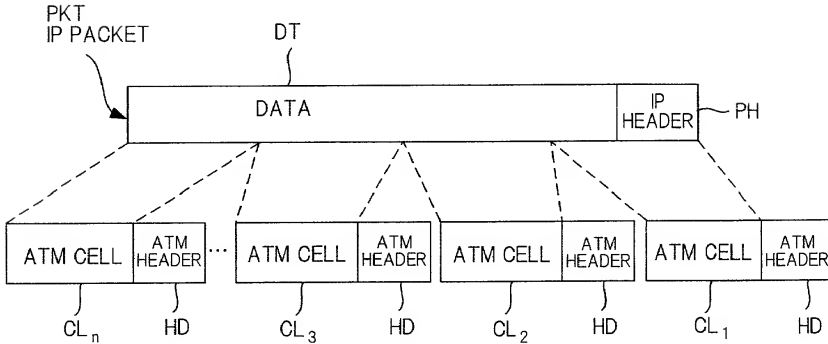 PKT
IP PACKET
DT
DATA
IP
HEADER
PH
ATM CELL
ATM
HEADER
...
ATM CELL
ATM
HEADER
ATM CELL
ATM
HEADER
ATM CELL
ATM
HEADER
CLn
HD
CL3
HD
CL2
HD
CL1
HD